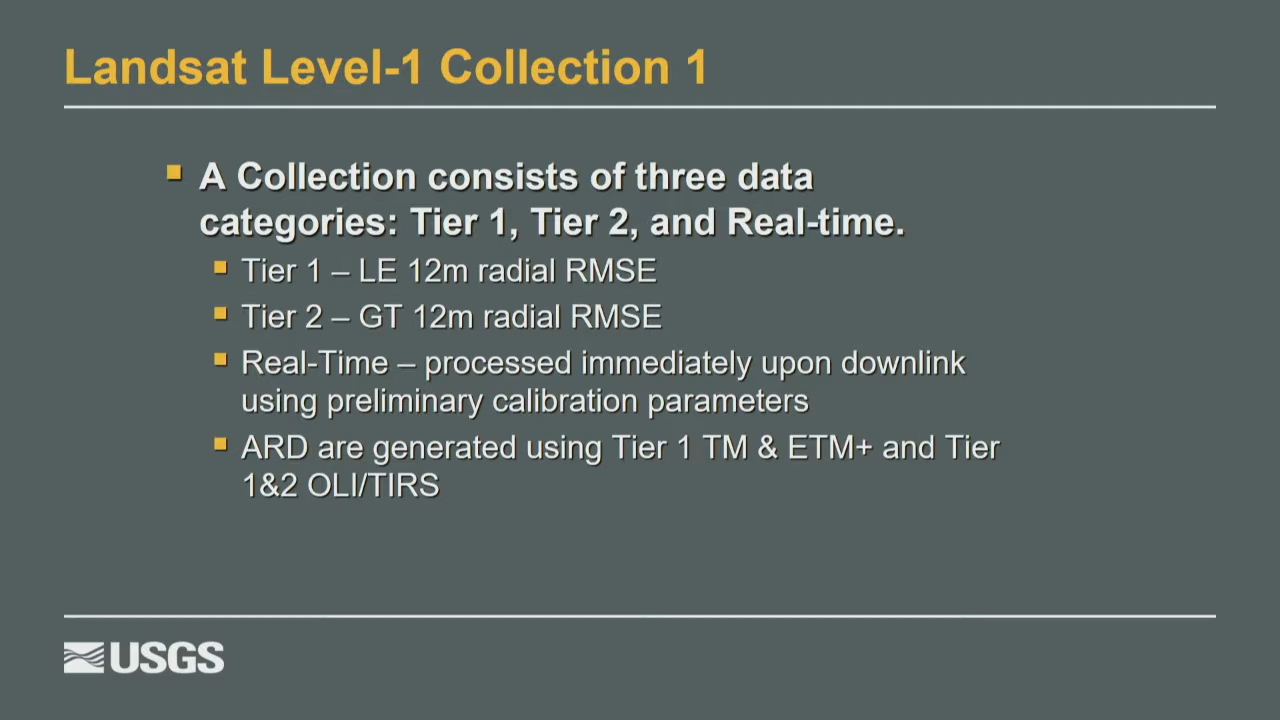 Landsat Level-1 Collection 1
A Collection consists of three data
categories: Tier 1, Tier 2, and Real-time.
Tier 1 – LE 12m radial RMSE
Tier 2 – GT 12m radial RMSE
Real-Time – processed immediately upon downlink
using preliminary calibration parameters
ARD are generated using Tier 1 TM & ETM+ and Tier
1&2 OLI/TIRS
USGS